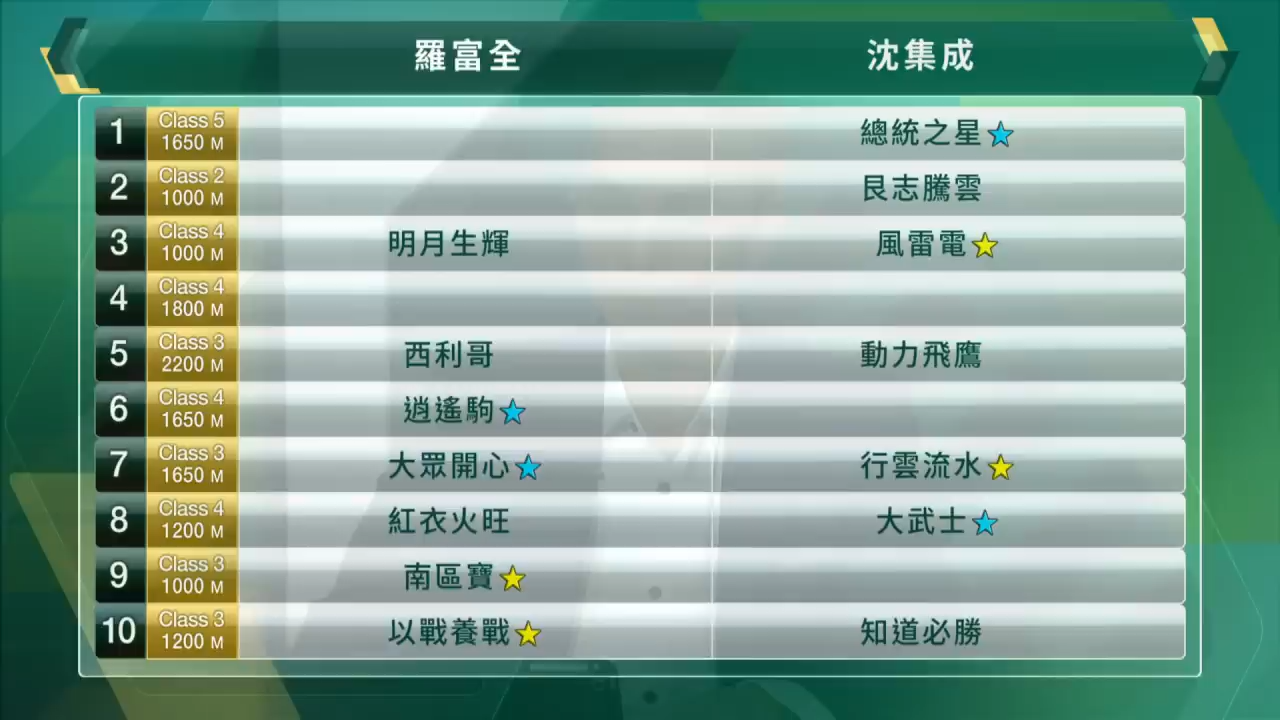 羅富全 沈集成
1 Class 5 1650 M 總統之星
2 Class 2 1000 M 艮志騰雲
3 Class 4 1000 M 明月生輝 風雷電
4 Class 4 1800 M
5 Class 3 2200 M 西利哥 動力飛鷹
6 Class 4 1650 M 逍遙駒
7 Class 3 1650 M 大眾開心 行雲流水
8 Class 4 1200 M 紅衣火旺 大武士
9 Class 3 1000 M 南區寶
10 Class 3 1200 M 以戰養戰 知道必勝